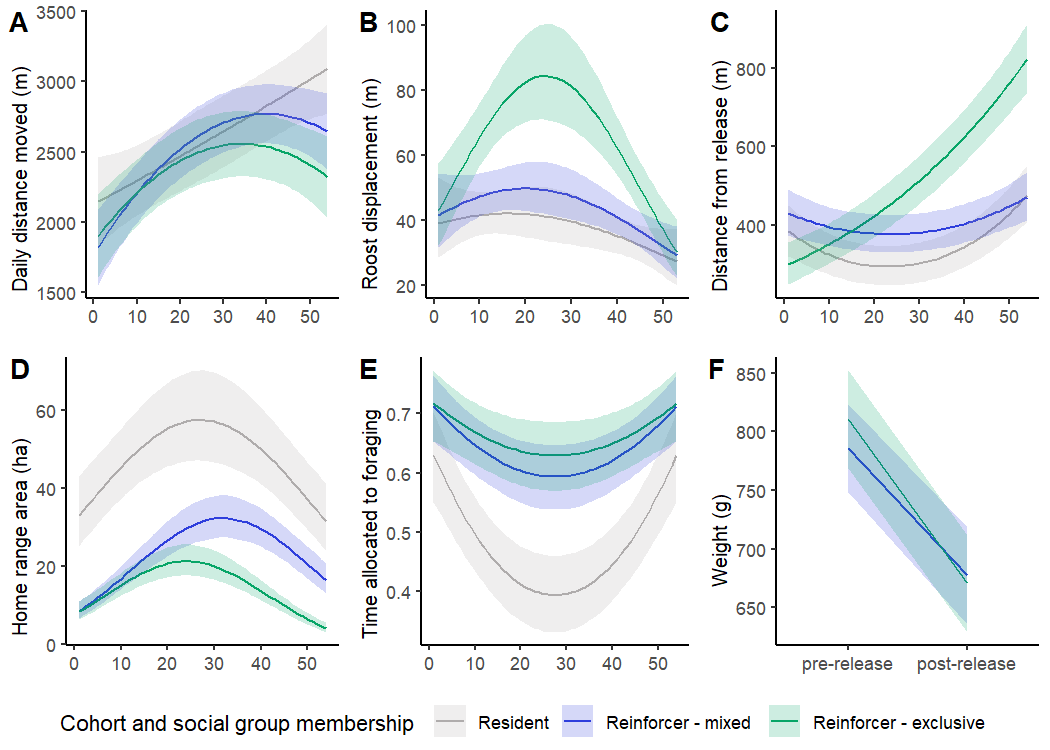 A
Daily distance moved (m)
3500
3000
2500
2000
1500
0 10 20 30 40 50
B
Roost displacement (m)
100
80
60
40
20
0 10 20 30 40 50
C
Distance from release (m)
800
600
400
0 10 20 30 40 50
D
Home range area (ha)
60
40
20
0
0 10 20 30 40 50
E
Time allocated to foraging
0.7
0.6
0.5
0.4
0 10 20 30 40 50
F
Weight (g)
850
800
750
700
650
pre-release post-release
Cohort and social group membership Resident Reinforcer - mixed Reinforcer - exclusive